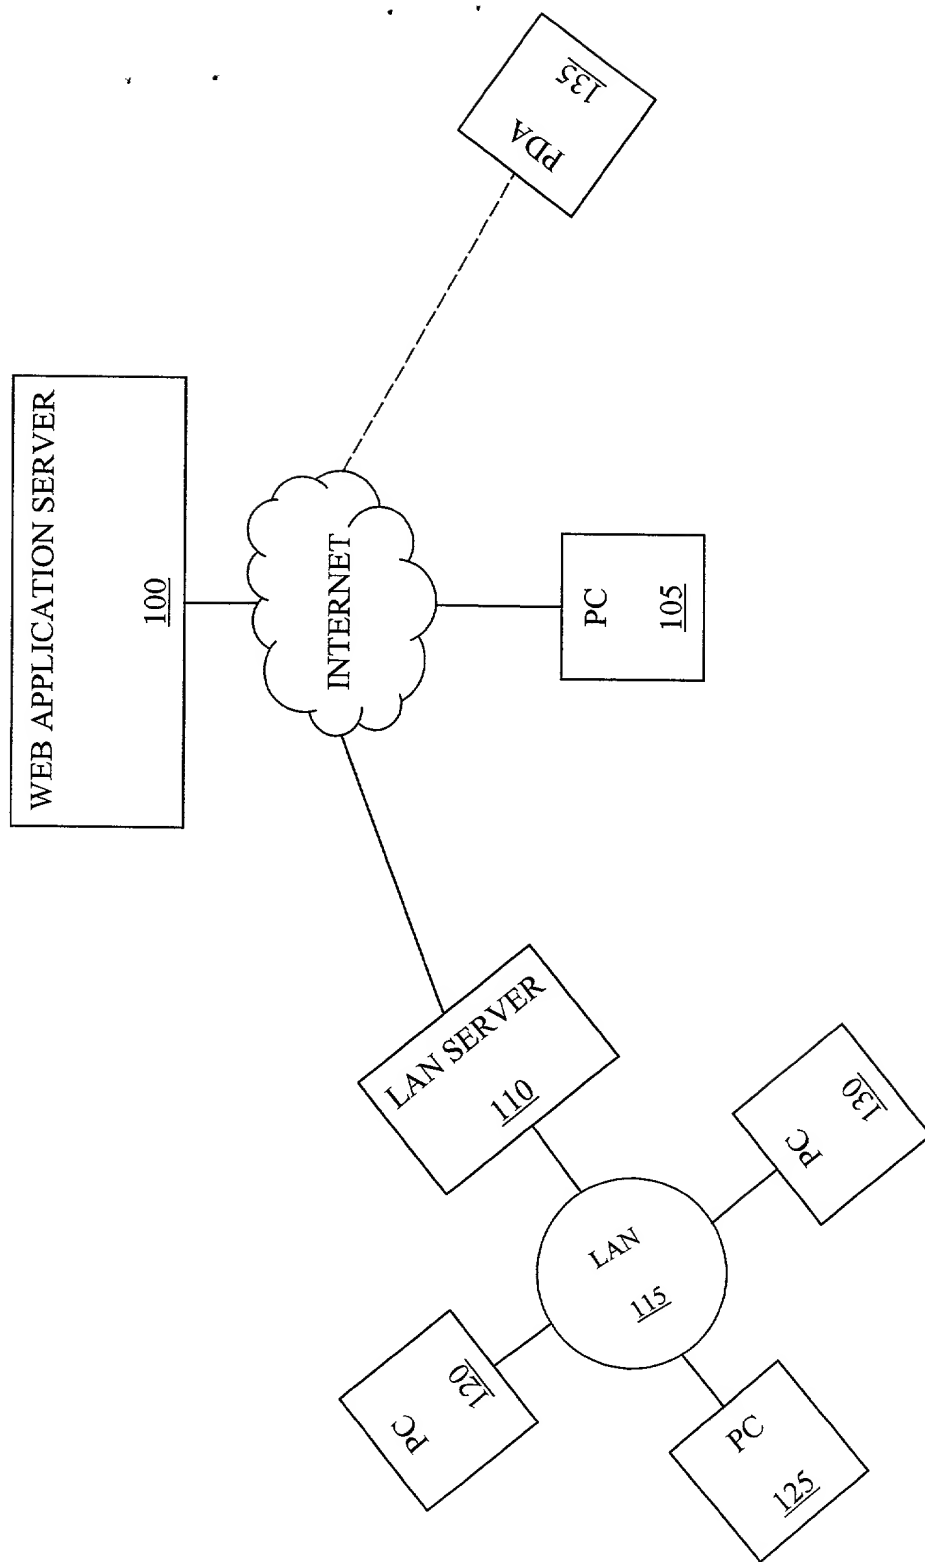 WEB APPLICATION SERVER
100
INTERNET
PDA
135
PC
105
LAN SERVER
110
LAN
115
PC
120
PC
125
PC
130